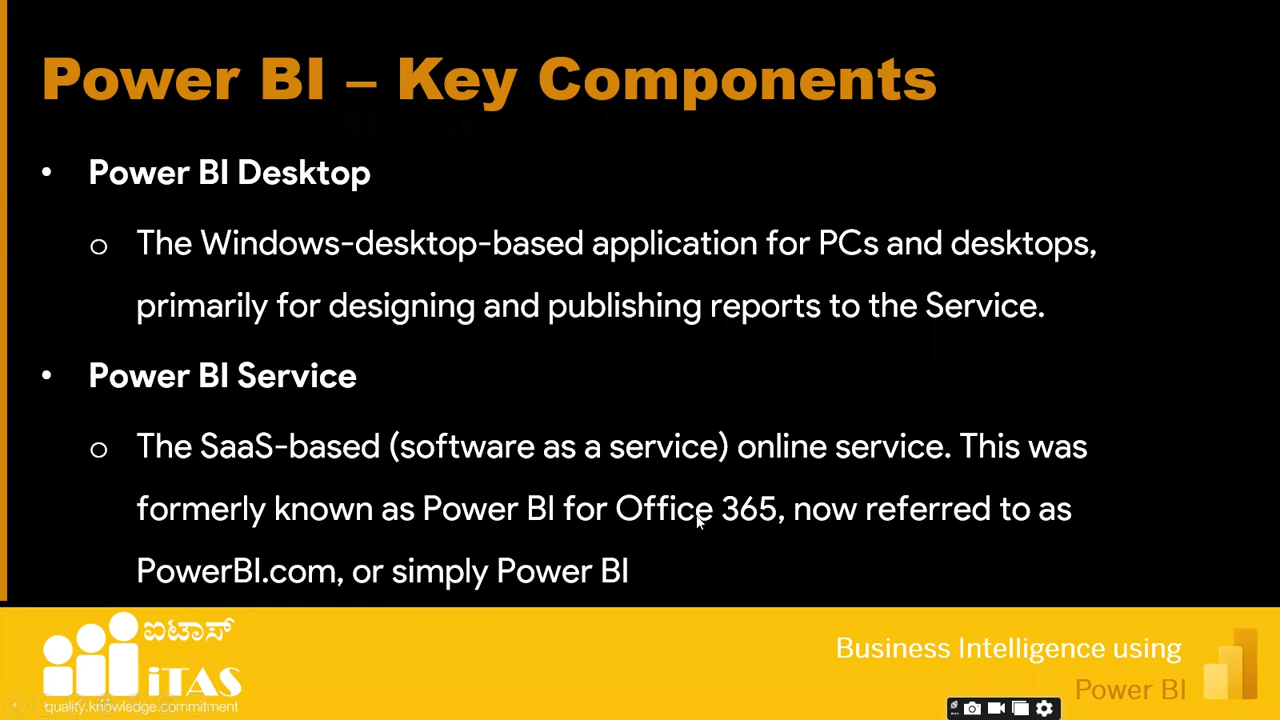 Power BI – Key Components
• Power BI Desktop
o The Windows-desktop-based application for PCs and desktops,
primarily for designing and publishing reports to the Service.
• Power BI Service
o The SaaS-based (software as a service) online service. This was
formerly known as Power BI for Office 365, now referred to as
PowerBI.com, or simply Power BI
ಐಟಾಸ್
iTAS
quality.knowledge.commitment
Business Intelligence using
Power BI